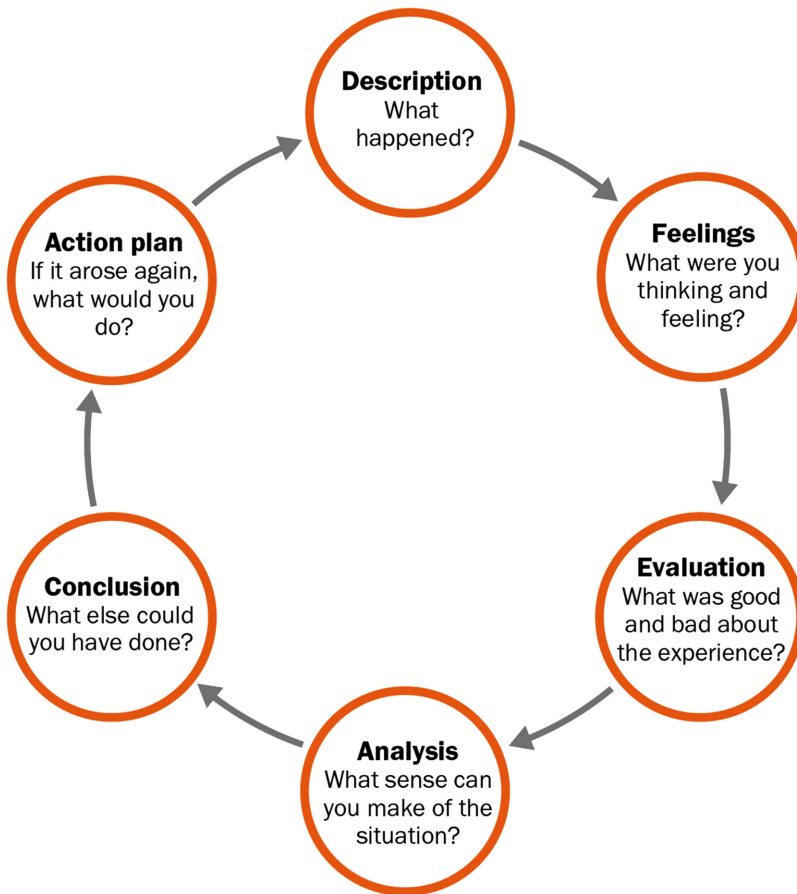 Description
What
happened?
Feelings
What were you
thinking and
feeling?
Evaluation
What was good
and bad about
the experience?
Analysis
What sense can
you make of the
situation?
Conclusion
What else could
you have done?
Action plan
If it arose again,
what would you
do?